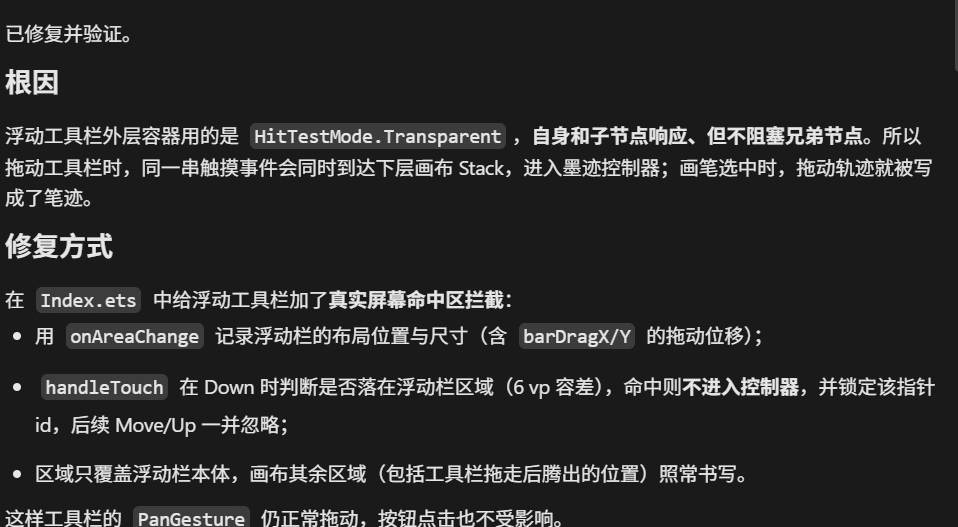 已修复并验证。
根因
浮动工具栏外层容器用的是 HitTestMode.Transparent ，自身和子节点响应、但不阻塞兄弟节点。所以
拖动工具栏时，同一串触摸事件会同时到达下层画布 Stack，进入墨迹控制器；画笔选中时，拖动轨迹就被写
成了笔迹。
修复方式
在 Index.ets 中给浮动工具栏加了真实屏幕命中区拦截：
• 用 onAreaChange 记录浮动栏的布局位置与尺寸（含 barDragX/Y 的拖动位移）；
• handleTouch 在 Down 时判断是否落在浮动栏区域（6 vp 容差），命中则不进入控制器，并锁定该指针
id，后续 Move/Up 一并忽略；
• 区域只覆盖浮动栏本体，画布其余区域（包括工具栏拖走后腾出的位置）照常书写。
这样工具栏的 PanGesture 仍正常拖动，按钮点击也不受影响。